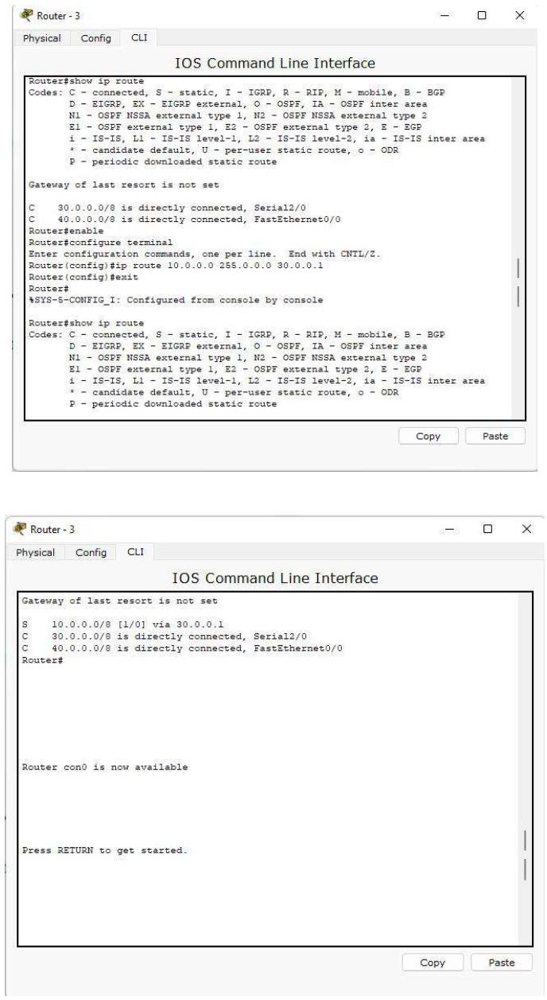 Router - 3
Physical Config CLI
IOS Command Line Interface
Router#show ip route
Codes: C - connected, S - static, I - IGRP, R - RIP, M - mobile, B - BGP
D - EIGRP, EX - EIGRP external, O - OSPF, IA - OSPF inter area
N1 - OSPF NSSA external type 1, N2 - OSPF NSSA external type 2
E1 - OSPF external type 1, E2 - OSPF external type 2, E - EGP
i - IS-IS, L1 - IS-IS level-1, L2 - IS-IS level-2, ia - IS-IS inter area
* - candidate default, U - per-user static route, o - ODR
P - periodic downloaded static route
Gateway of last resort is not set
C 30.0.0.0/8 is directly connected, Serial2/0
C 40.0.0.0/8 is directly connected, FastEthernet0/0
Router#enable
Router#configure terminal
Enter configuration commands, one per line. End with CNTL/Z.
Router(config)#ip route 10.0.0.0 255.0.0.0 30.0.0.1
Router(config)#exit
Router#
%SYS-5-CONFIG_I: Configured from console by console
Router#show ip route
Codes: C - connected, S - static, I - IGRP, R - RIP, M - mobile, B - BGP
D - EIGRP, EX - EIGRP external, O - OSPF, IA - OSPF inter area
N1 - OSPF NSSA external type 1, N2 - OSPF NSSA external type 2
E1 - OSPF external type 1, E2 - OSPF external type 2, E - EGP
i - IS-IS, L1 - IS-IS level-1, L2 - IS-IS level-2, ia - IS-IS inter area
* - candidate default, U - per-user static route, o - ODR
P - periodic downloaded static route
Copy Paste
Router - 3
Physical Config CLI
IOS Command Line Interface
Gateway of last resort is not set
S 10.0.0.0/8 [1/0] via 30.0.0.1
C 30.0.0.0/8 is directly connected, Serial2/0
C 40.0.0.0/8 is directly connected, FastEthernet0/0
Router#
Router con0 is now available
Press RETURN to get started.
Copy Paste